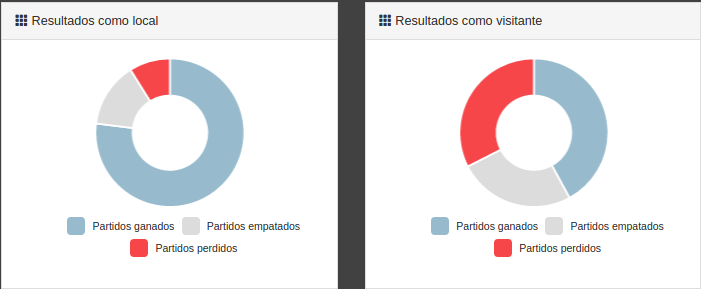 Resultados como local
Partidos ganados
Partidos empatados
Partidos perdidos
Resultados como visitante
Partidos ganados
Partidos empatados
Partidos perdidos